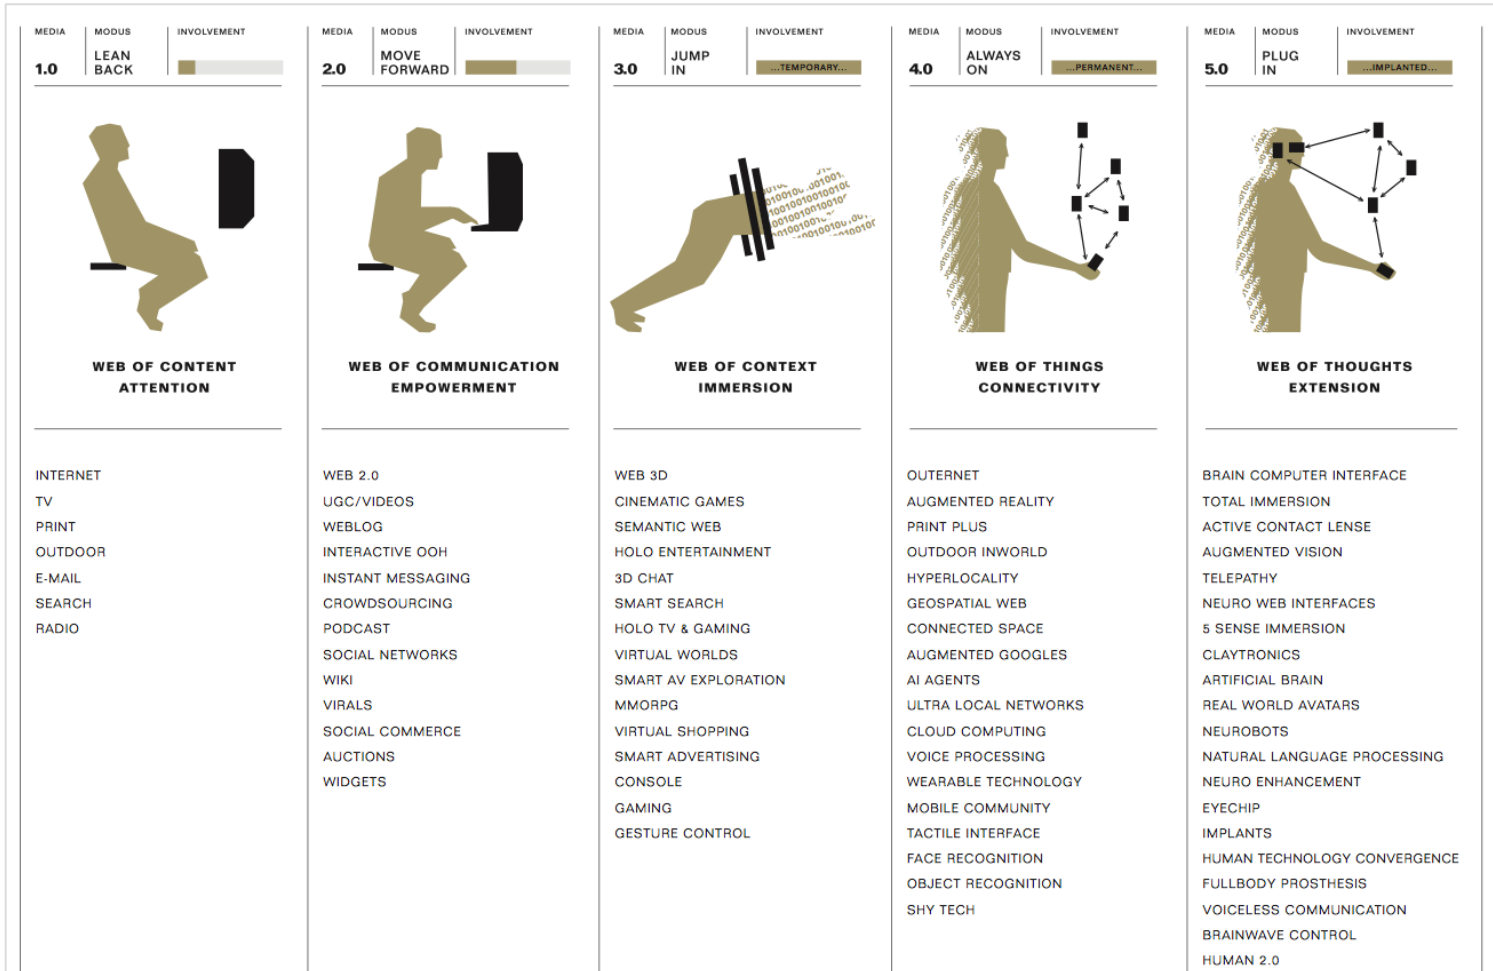 MEDIA
MODUS
INVOLVEMENT
1.0
LEAN
BACK
WEB OF CONTENT
ATTENTION
INTERNET
TV
PRINT
OUTDOOR
E-MAIL
SEARCH
RADIO
MEDIA
MODUS
INVOLVEMENT
2.0
MOVE
FORWARD
WEB OF COMMUNICATION
EMPOWERMENT
WEB 2.0
UGC/VIDEOS
WEBLOG
INTERACTIVE OOH
INSTANT MESSAGING
CROWDSOURCING
PODCAST
SOCIAL NETWORKS
WIKI
VIRALS
SOCIAL COMMERCE
AUCTIONS
WIDGETS
MEDIA
MODUS
INVOLVEMENT
3.0
JUMP
IN
...TEMPORARY...
WEB OF CONTEXT
IMMERSION
WEB 3D
CINEMATIC GAMES
SEMANTIC WEB
HOLO ENTERTAINMENT
3D CHAT
SMART SEARCH
HOLO TV & GAMING
VIRTUAL WORLDS
SMART AV EXPLORATION
MMORPG
VIRTUAL SHOPPING
SMART ADVERTISING
CONSOLE
GAMING
GESTURE CONTROL
MEDIA
MODUS
INVOLVEMENT
4.0
ALWAYS
ON
...PERMANENT...
WEB OF THINGS
CONNECTIVITY
OUTERNET
AUGMENTED REALITY
PRINT PLUS
OUTDOOR INWORLD
HYPERLOCALITY
GEOSPATIAL WEB
CONNECTED SPACE
AUGMENTED GOOGLES
AI AGENTS
ULTRA LOCAL NETWORKS
CLOUD COMPUTING
VOICE PROCESSING
WEARABLE TECHNOLOGY
MOBILE COMMUNITY
TACTILE INTERFACE
FACE RECOGNITION
OBJECT RECOGNITION
SHY TECH
MEDIA
MODUS
INVOLVEMENT
5.0
PLUG
IN
...IMPLANTED...
WEB OF THOUGHTS
EXTENSION
BRAIN COMPUTER INTERFACE
TOTAL IMMERSION
ACTIVE CONTACT LENSE
AUGMENTED VISION
TELEPATHY
NEURO WEB INTERFACES
5 SENSE IMMERSION
CLAYTRONICS
ARTIFICIAL BRAIN
REAL WORLD AVATARS
NEUROBOTS
NATURAL LANGUAGE PROCESSING
NEURO ENHANCEMENT
EYECHIP
IMPLANTS
HUMAN TECHNOLOGY CONVERGENCE
FULLBODY PROSTHESIS
VOICELESS COMMUNICATION
BRAINWAVE CONTROL
HUMAN 2.0